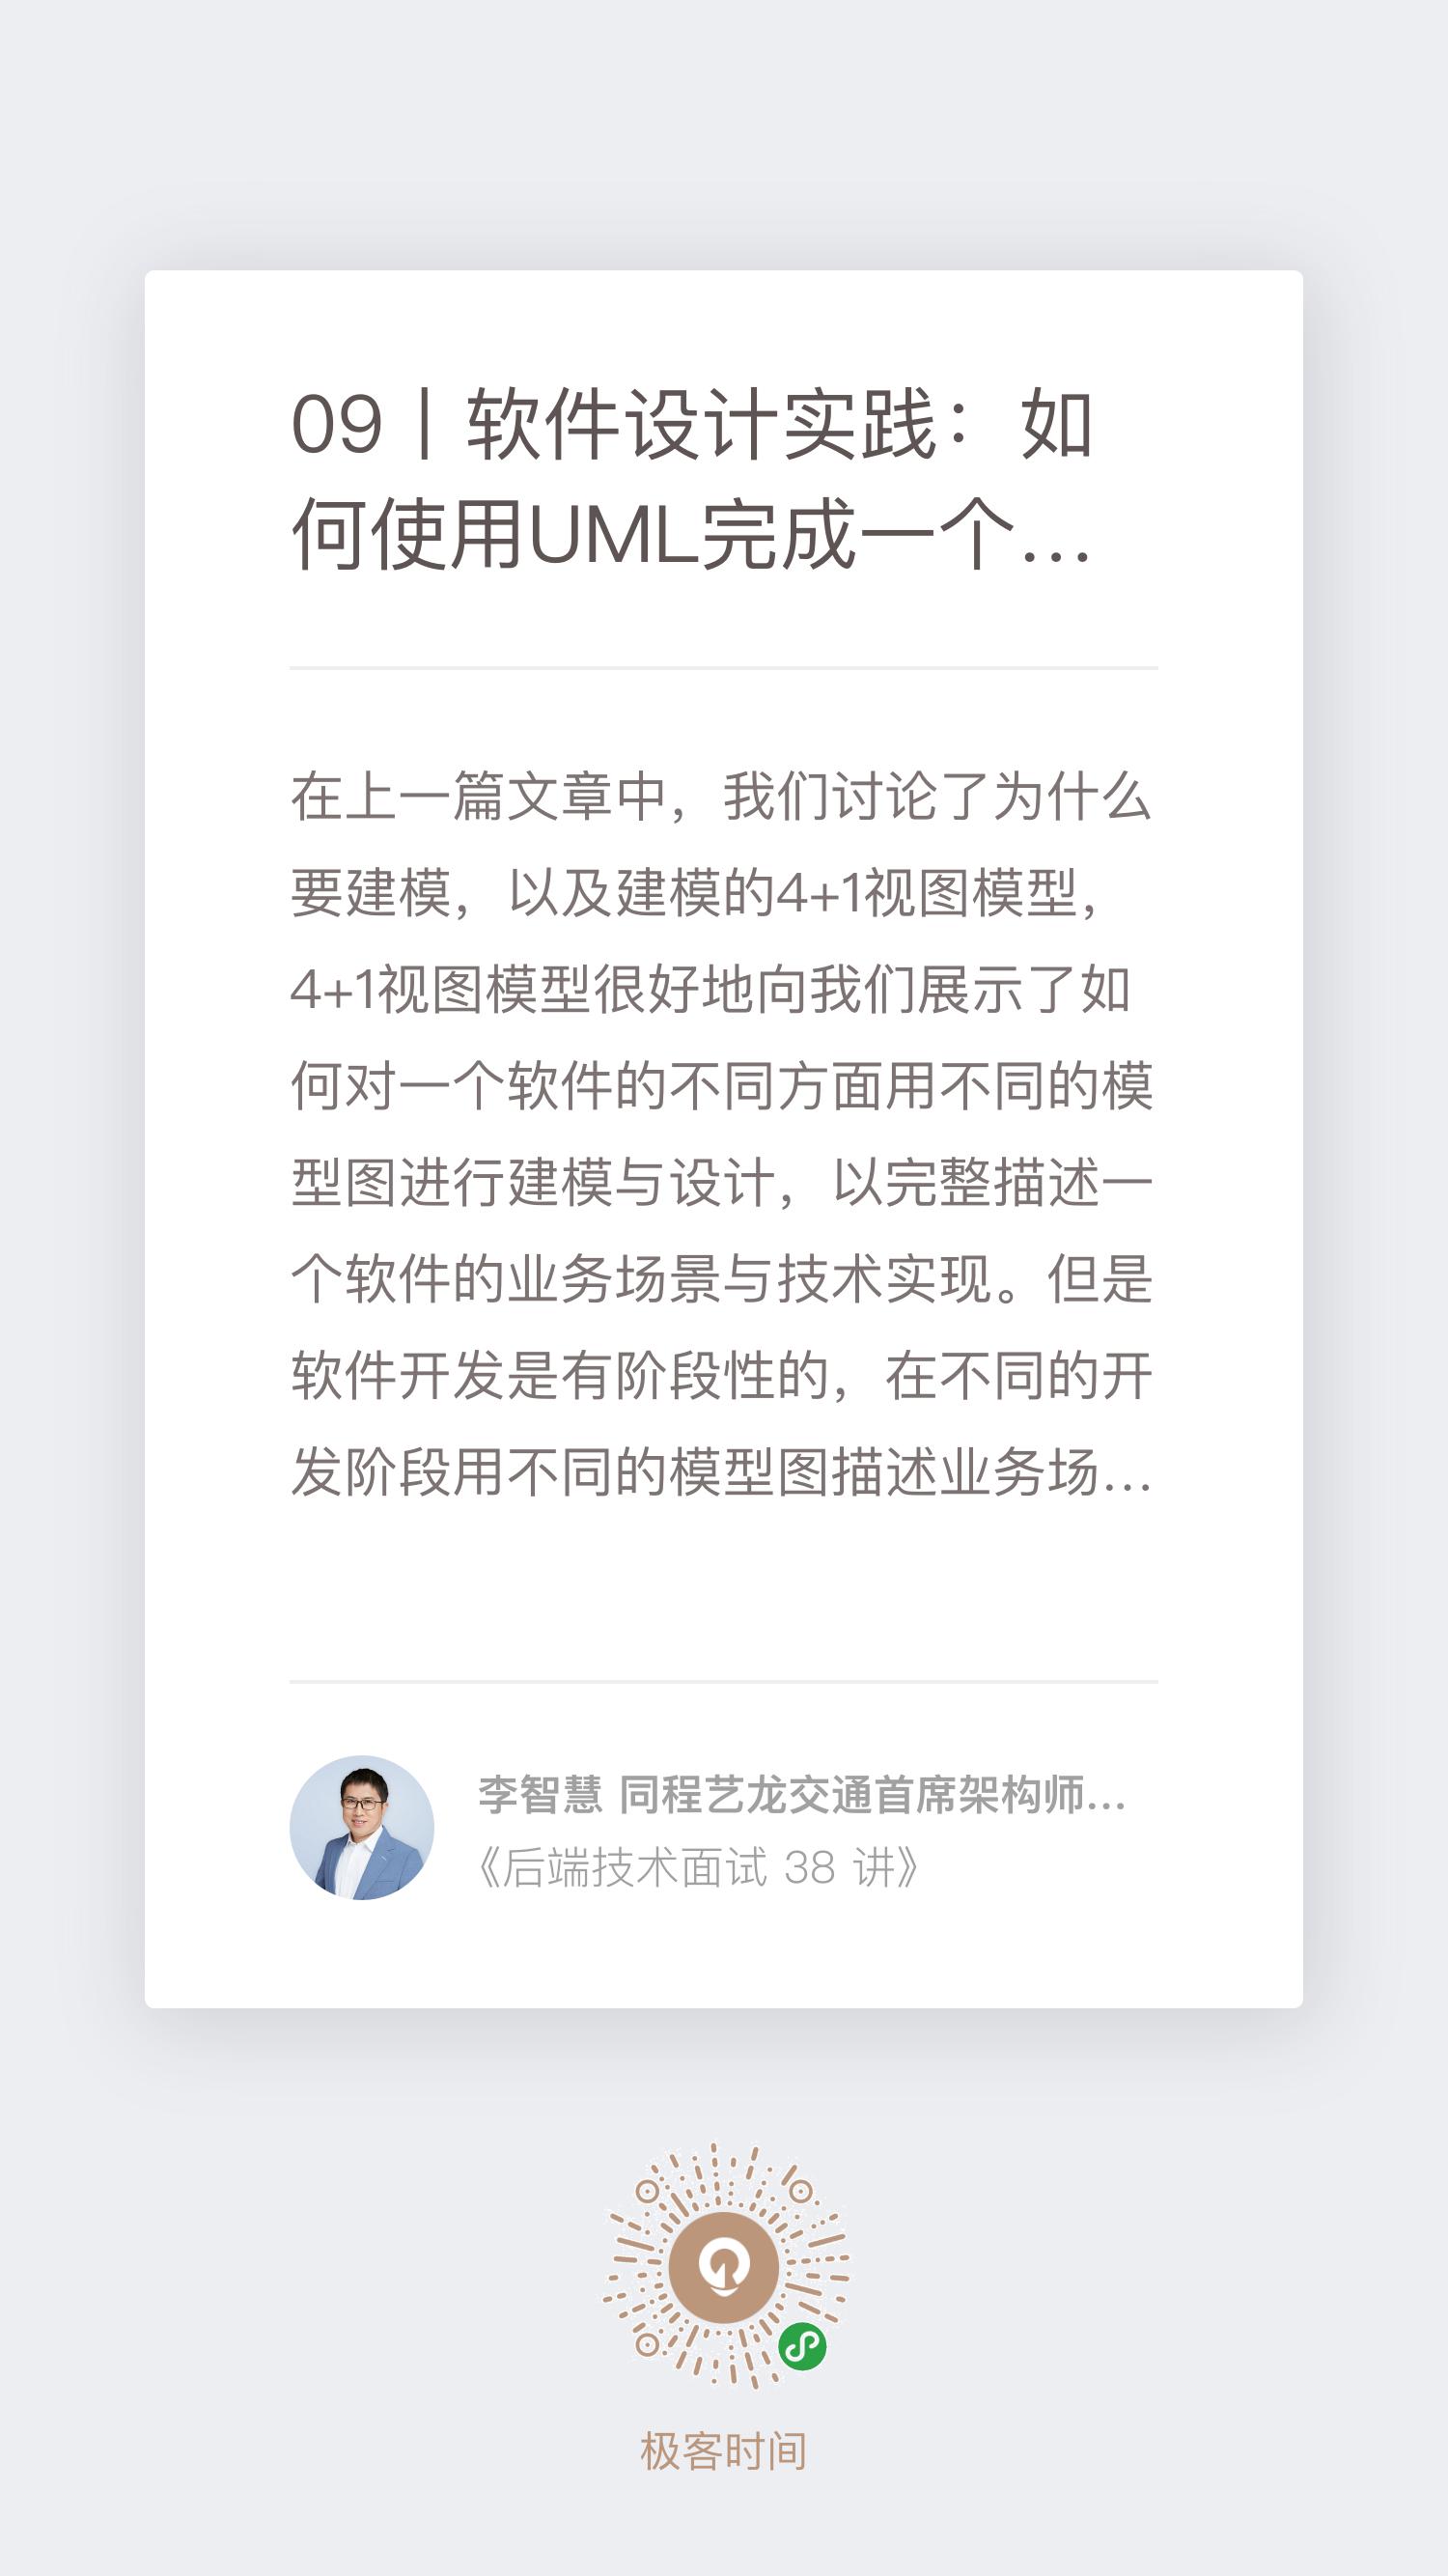 09丨软件设计实践：如
何使用UML完成一个…
在上一篇文章中，我们讨论了为什么
要建模，以及建模的4+1视图模型，
4+1视图模型很好地向我们展示了如
何对一个软件的不同方面用不同的模
型图进行建模与设计，以完整描述一
个软件的业务场景与技术实现。但是
软件开发是有阶段性的，在不同的开
发阶段用不同的模型图描述业务场…
李智慧 同程艺龙交通首席架构师…
《后端技术面试 38 讲》
极客时间